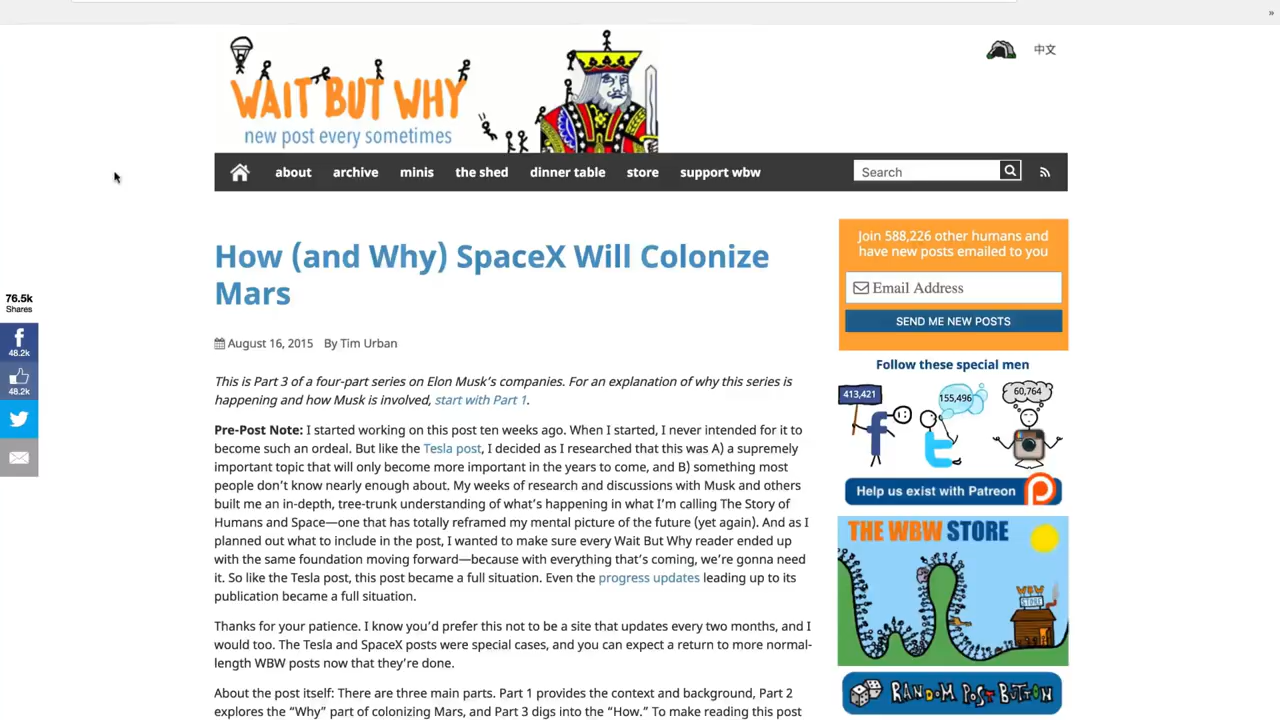 »
中文
WAIT BUT WHY
new post every sometimes
about archive minis the shed dinner table store support wbw
Search
How (and Why) SpaceX Will Colonize
Mars
August 16, 2015 By Tim Urban
This is Part 3 of a four-part series on Elon Musk’s companies. For an explanation of why this series is
happening and how Musk is involved, start with Part 1.
Pre-Post Note: I started working on this post ten weeks ago. When I started, I never intended for it to
become such an ordeal. But like the Tesla post, I decided as I researched that this was A) a supremely
important topic that will only become more important in the years to come, and B) something most
people don’t know nearly enough about. My weeks of research and discussions with Musk and others
built me an in-depth, tree-trunk understanding of what’s happening in what I’m calling The Story of
Humans and Space—one that has totally reframed my mental picture of the future (yet again). And as I
planned out what to include in the post, I wanted to make sure every Wait But Why reader ended up
with the same foundation moving forward—because with everything that’s coming, we’re gonna need
it. So like the Tesla post, this post became a full situation. Even the progress updates leading up to its
publication became a full situation.
Thanks for your patience. I know you’d prefer this not to be a site that updates every two months, and I
would too. The Tesla and SpaceX posts were special cases, and you can expect a return to more normal-
length WBW posts now that they’re done.
About the post itself: There are three main parts. Part 1 provides the context and background, Part 2
explores the “Why” part of colonizing Mars, and Part 3 digs into the “How.” To make reading this post
76.5k
Shares
48.2k
48.2k
Join 588,226 other humans and
have new posts emailed to you
Email Address
SEND ME NEW POSTS
Follow these special men
413,421
155,496
60,764
Help us exist with Patreon
THE WBW STORE
WBW
STORE
RANDOM POST BUTTON